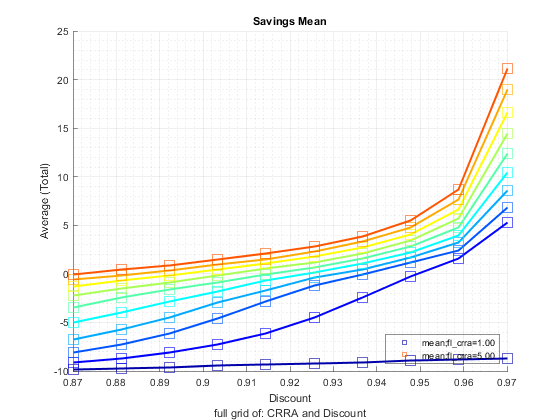 Savings Mean
25
20
15
10
5
0
-5
-10
Average (Total)
mean;fl_crra=1.00
mean;fl_crra=5.00
0.87 0.88 0.89 0.9 0.91 0.92 0.93 0.94 0.95 0.96 0.97
Discount
full grid of: CRRA and Discount